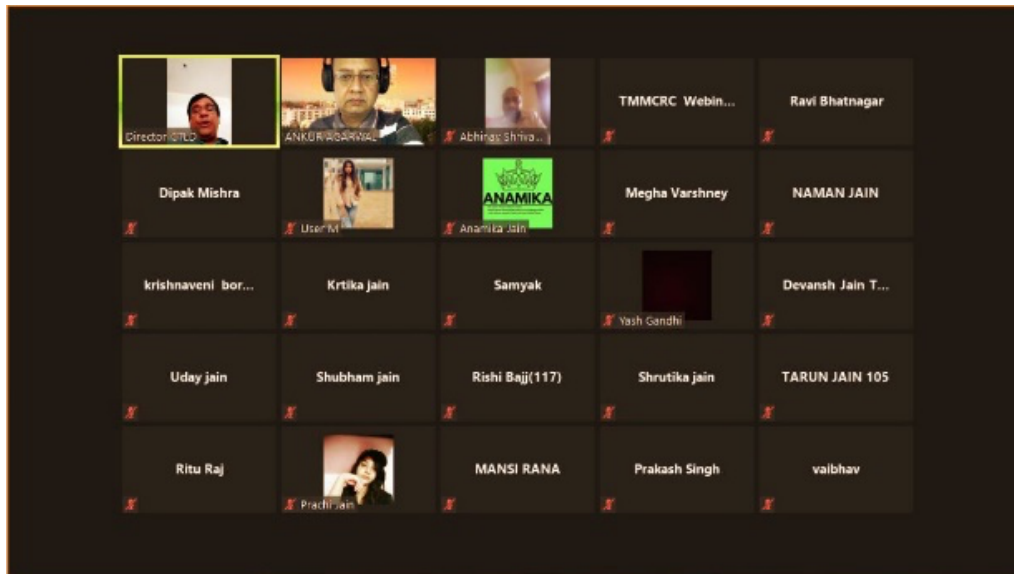 Director CTLD
ANKUR AGARWAL
Abhinav Shriva...
TMMCRC Webin...
Ravi Bhatnagar
Dipak Mishra
User M
ANAMIKA
Anamika Jain
Megha Varshney
NAMAN JAIN
krishnaveni bor...
Krtika jain
Samyak
Yash Gandhi
Devansh Jain T...
Uday jain
Shubham jain
Rishi Bajj(117)
Shrutika jain
TARUN JAIN 105
Ritu Raj
Prachi Jain
MANSI RANA
Prakash Singh
vaibhav